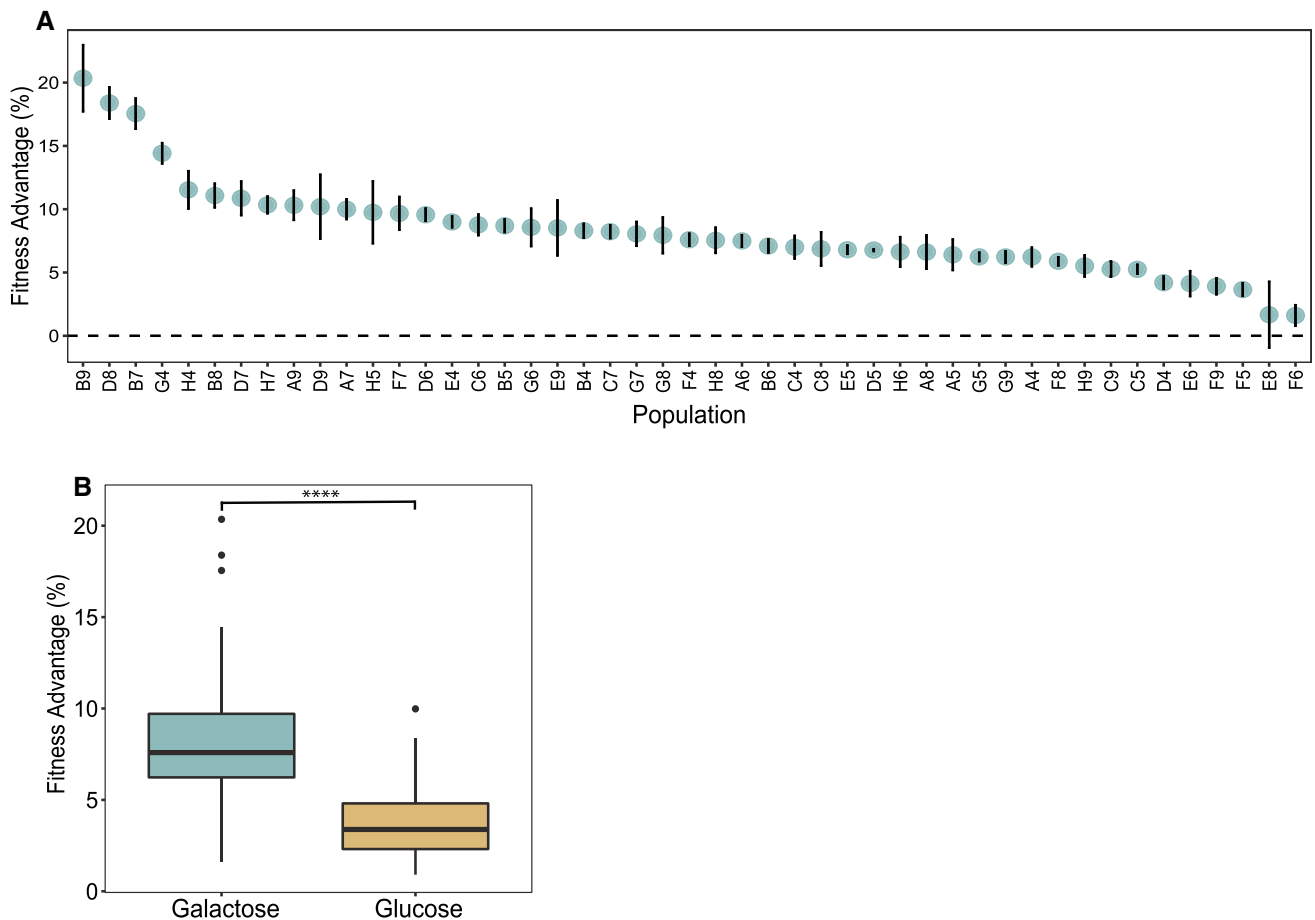 A
Fitness Advantage (%)
20
15
10
5
0
B9 D8 B7 G4 H4 B8 D7 H7 A9 D9 A7 H5 F7 D6 E4 C6 B5 G6 E9 B4 C7 G7 G8 F4 H8 A6 B6 C4 C8 E5 D5 H6 A8 A5 G5 G9 A4 F8 H9 C9 C5 D4 E6 F9 F5 E8 F6
Population
B
****
Fitness Advantage (%)
20
15
10
5
0
Galactose Glucose